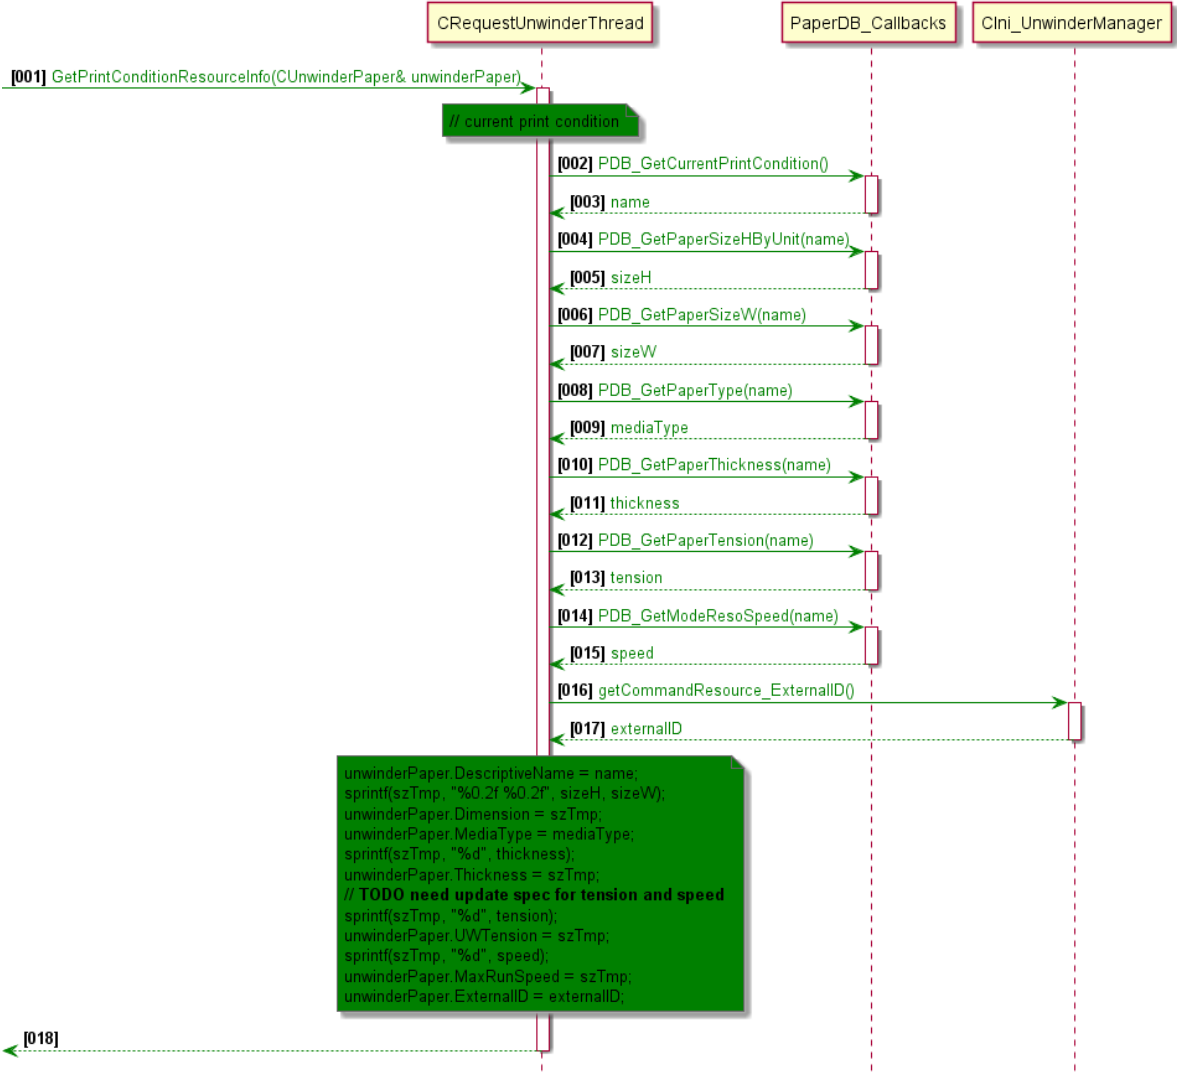 CRequestUnwinderThread
PaperDB_Callbacks
CIni_UnwinderManager
[001] GetPrintConditionResourceInfo(CUnwinderPaper& unwinderPaper)
// current print condition
[002] PDB_GetCurrentPrintCondition()
[003] name
[004] PDB_GetPaperSizeHByUnit(name)
[005] sizeH
[006] PDB_GetPaperSizeW(name)
[007] sizeW
[008] PDB_GetPaperType(name)
[009] mediaType
[010] PDB_GetPaperThickness(name)
[011] thickness
[012] PDB_GetPaperTension(name)
[013] tension
[014] PDB_GetModeResoSpeed(name)
[015] speed
[016] getCommandResource_ExternalID()
[017] externalID
unwinderPaper.DescriptiveName = name;
sprintf(szTmp, "%0.2f %0.2f", sizeH, sizeW);
unwinderPaper.Dimension = szTmp;
unwinderPaper.MediaType = mediaType;
sprintf(szTmp, "%d", thickness);
unwinderPaper.Thickness = szTmp;
// TODO need update spec for tension and speed
sprintf(szTmp, "%d", tension);
unwinderPaper.UWTension = szTmp;
sprintf(szTmp, "%d", speed);
unwinderPaper.MaxRunSpeed = szTmp;
unwinderPaper.ExternalID = externalID;
[018]